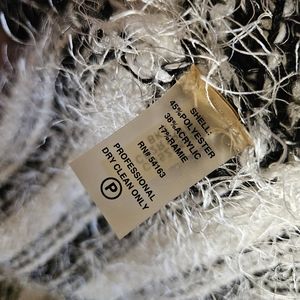 SHELL:
45%POLYESTER
38%ACRYLIC
17%RAMIE
RN# 54163
PROFESSIONAL
DRY CLEAN ONLY
P